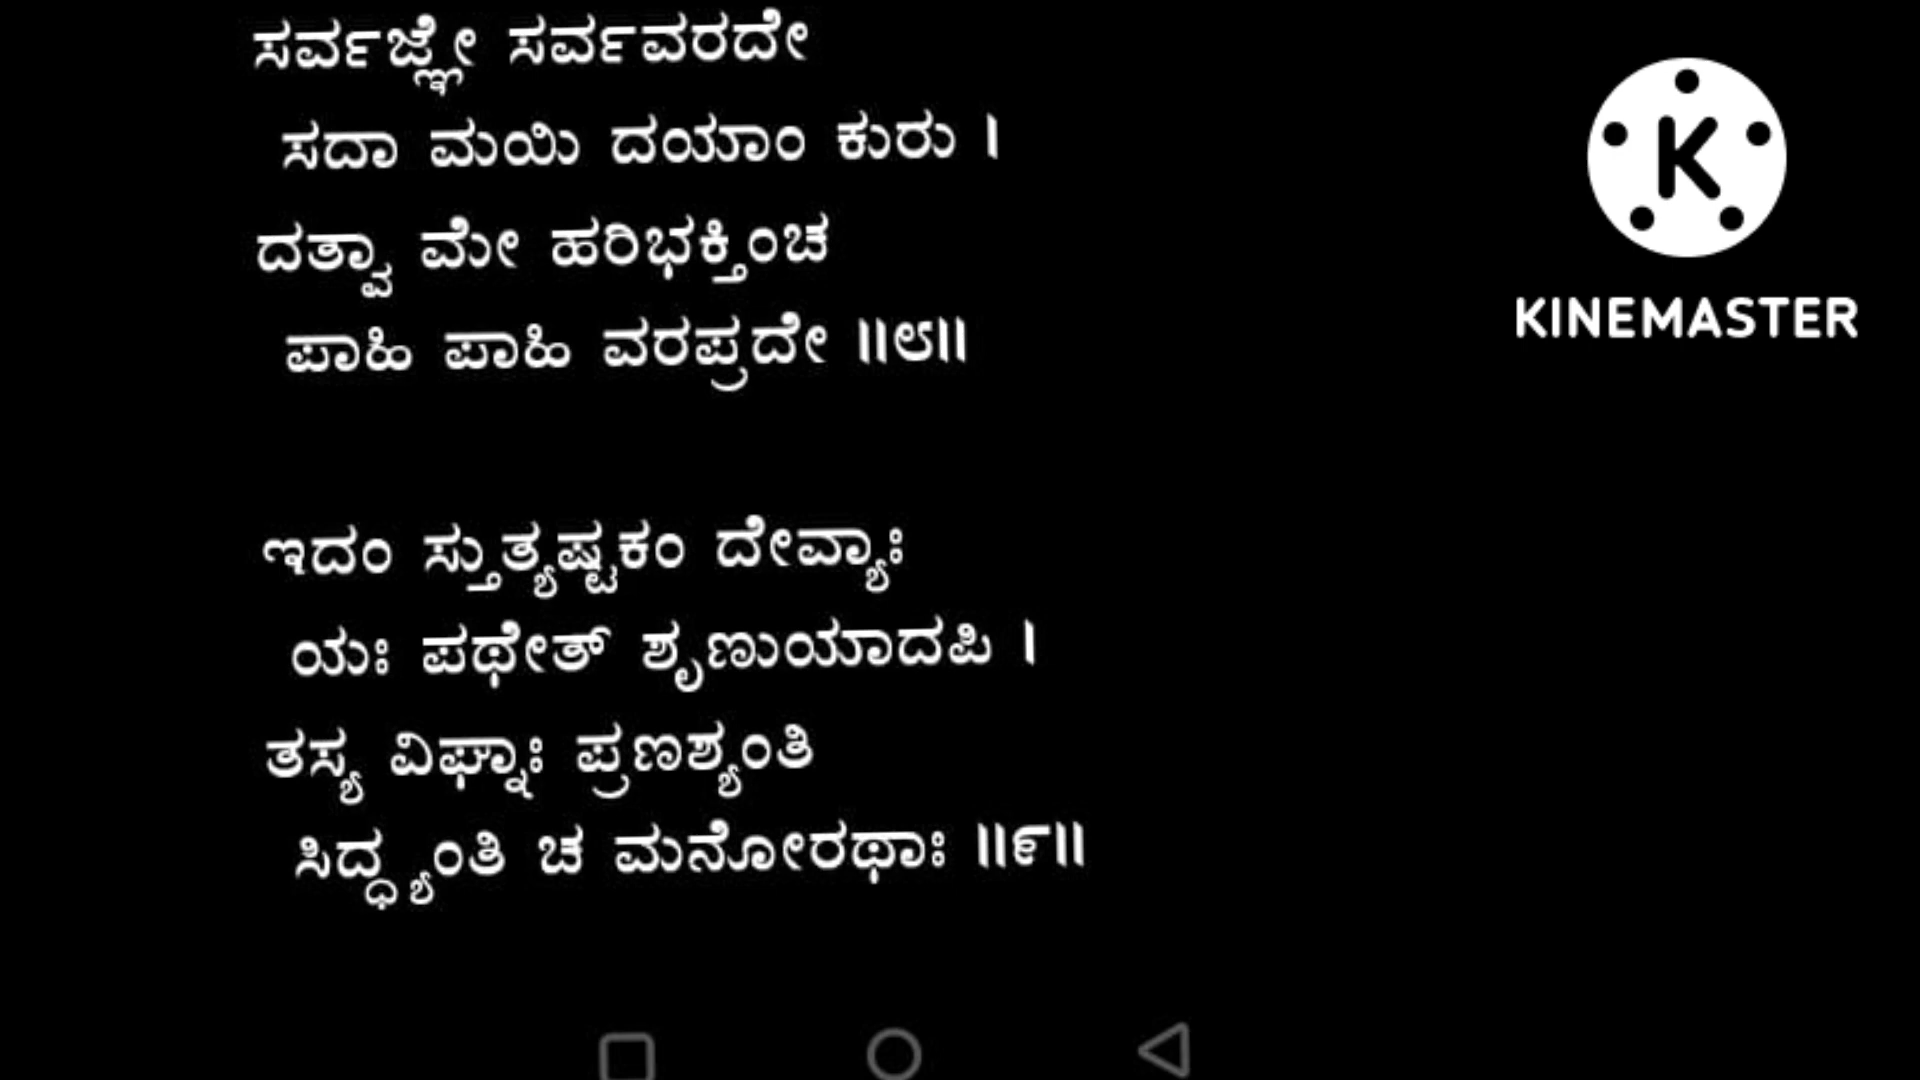 ಸರ್ವಜ್ಞೇ ಸರ್ವವರದೇ
ಸದಾ ಮಯಿ ದಯಾಂ ಕುರು ।
ದತ್ವಾ ಮೇ ಹರಿಭಕ್ತಿಂಚ
ಪಾಹಿ ಪಾಹಿ ವರಪ್ರದೇ ॥೮॥
ಇದಂ ಸ್ತುತ್ಯಷ್ಟಕಂ ದೇವ್ಯಾಃ
ಯಃ ಪಥೇತ್ ಶೃಣುಯಾದಪಿ ।
ತಸ್ಯ ವಿಘ್ನಾಃ ಪ್ರಣಶ್ಯಂತಿ
ಸಿದ್ಧ್ಯಂತಿ ಚ ಮನೋರಥಾಃ ॥೯॥
K
KINEMASTER